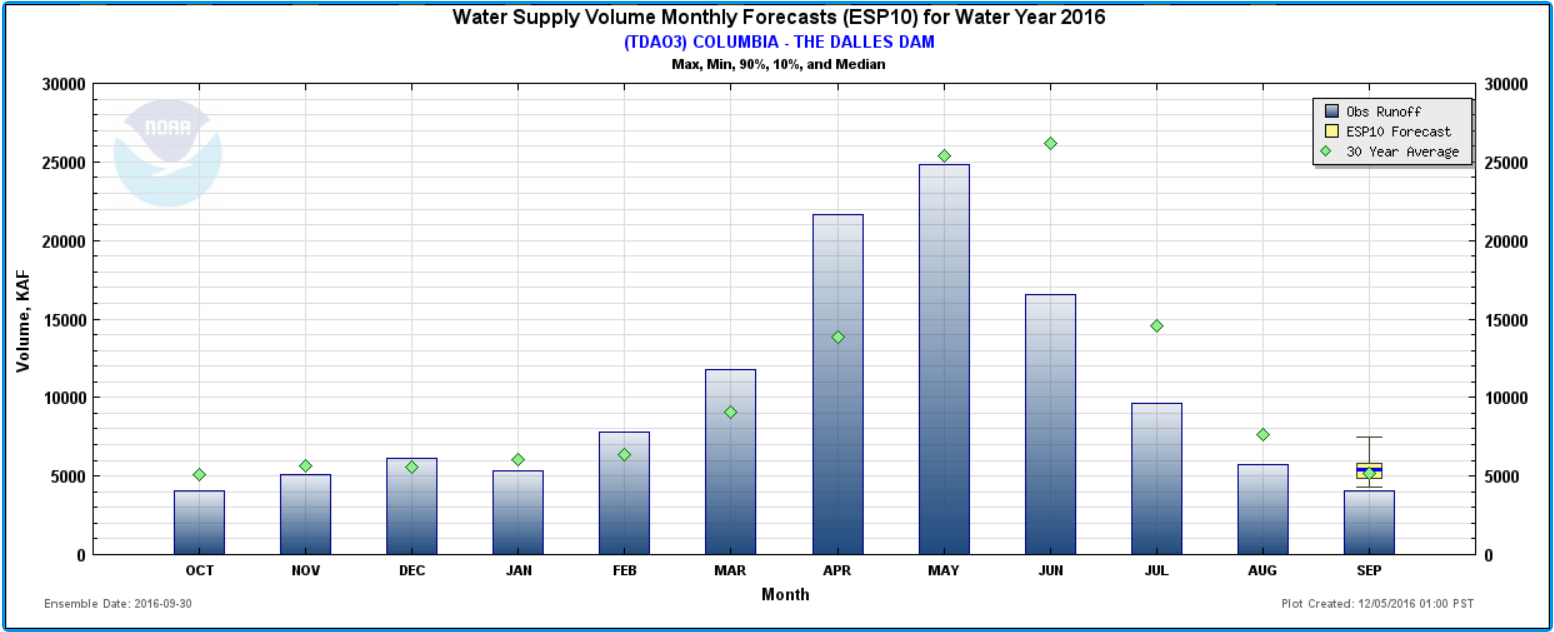 Water Supply Volume Monthly Forecasts (ESP10) for Water Year 2016
(TDAO3) COLUMBIA - THE DALLES DAM
Max, Min, 90%, 10%, and Median
30000
25000
20000
15000
10000
5000
0
Volume, KAF
NOAA
Obs Runoff
ESP10 Forecast
30 Year Average
30000
25000
20000
15000
10000
5000
0
OCT NOV DEC JAN FEB MAR APR MAY JUN JUL AUG SEP
Month
Ensemble Date: 2016-09-30
Plot Created: 12/05/2016 01:00 PST